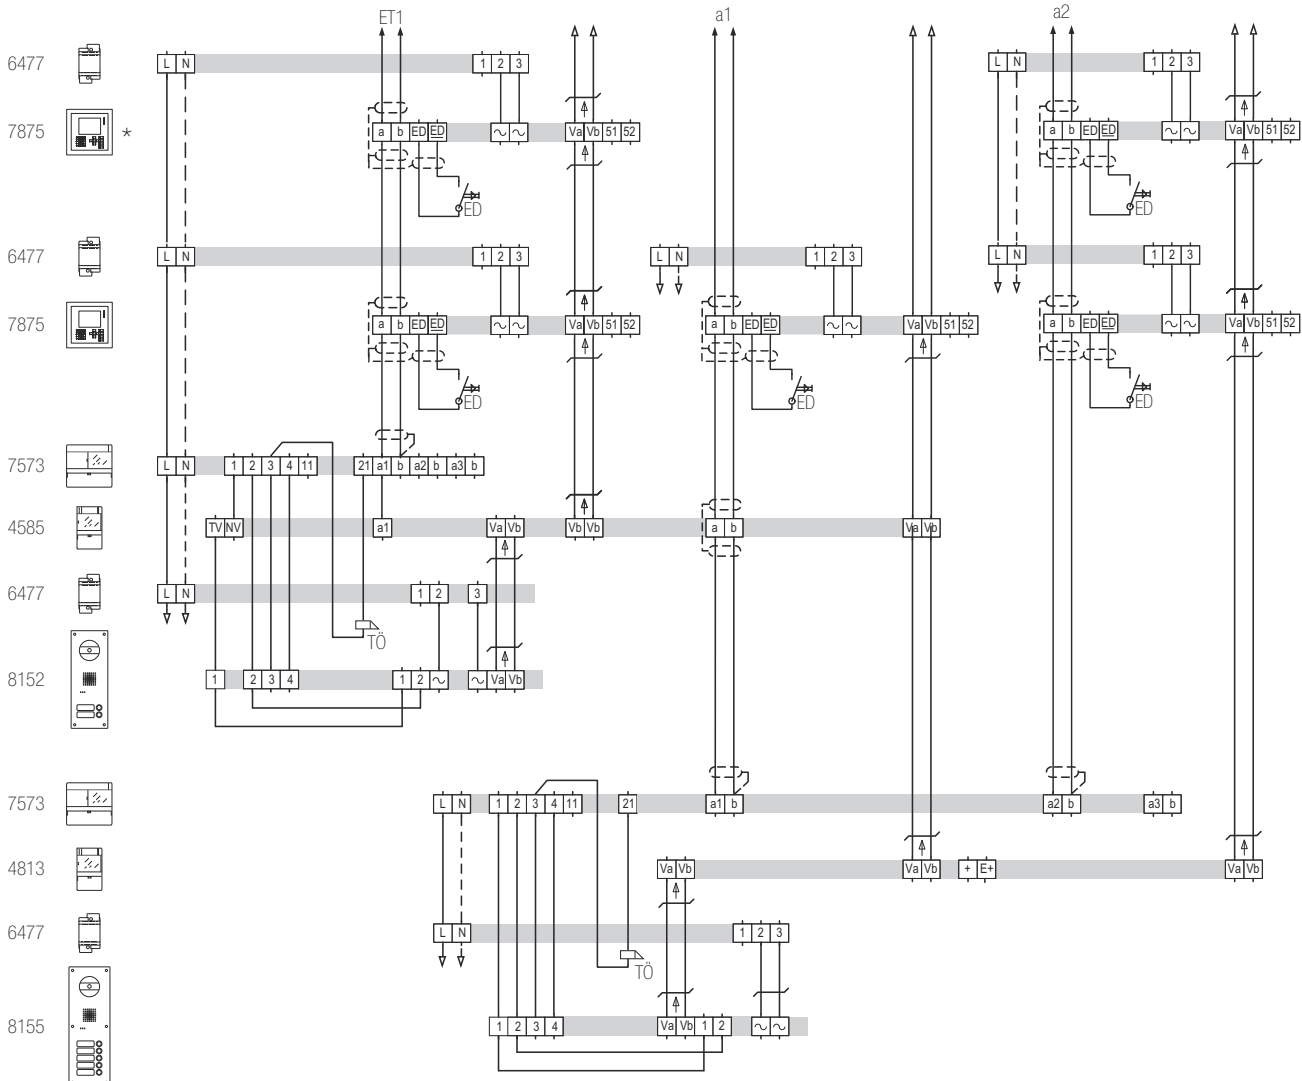 ET1 a1 a2
6477 L N 1 2 3 L N 1 2 3
7875 * a b ED ED Va Vb 51 52 a b ED ED Va Vb 51 52
ED ED
6477 L N 1 2 3 L N 1 2 3 L N 1 2 3
7875 a b ED ED Va Vb 51 52 a b ED ED Va Vb 51 52 a b ED ED Va Vb 51 52
ED ED ED
7573 L N 1 2 3 4 11 21 a1 b a2 b a3 b
4585 TV NV a1 Va Vb Vb Vb a b Va Vb
6477 L N 1 2 3
TÖ
8152 1 2 3 4 1 2 ~ ~ Va Vb
7573 L N 1 2 3 4 11 21 a1 b a2 b a3 b
4813 Va Vb Va Vb + E+ Va Vb
6477 L N 1 2 3
TÖ
8155 1 2 3 4 Va Vb 1 2 ~ ~